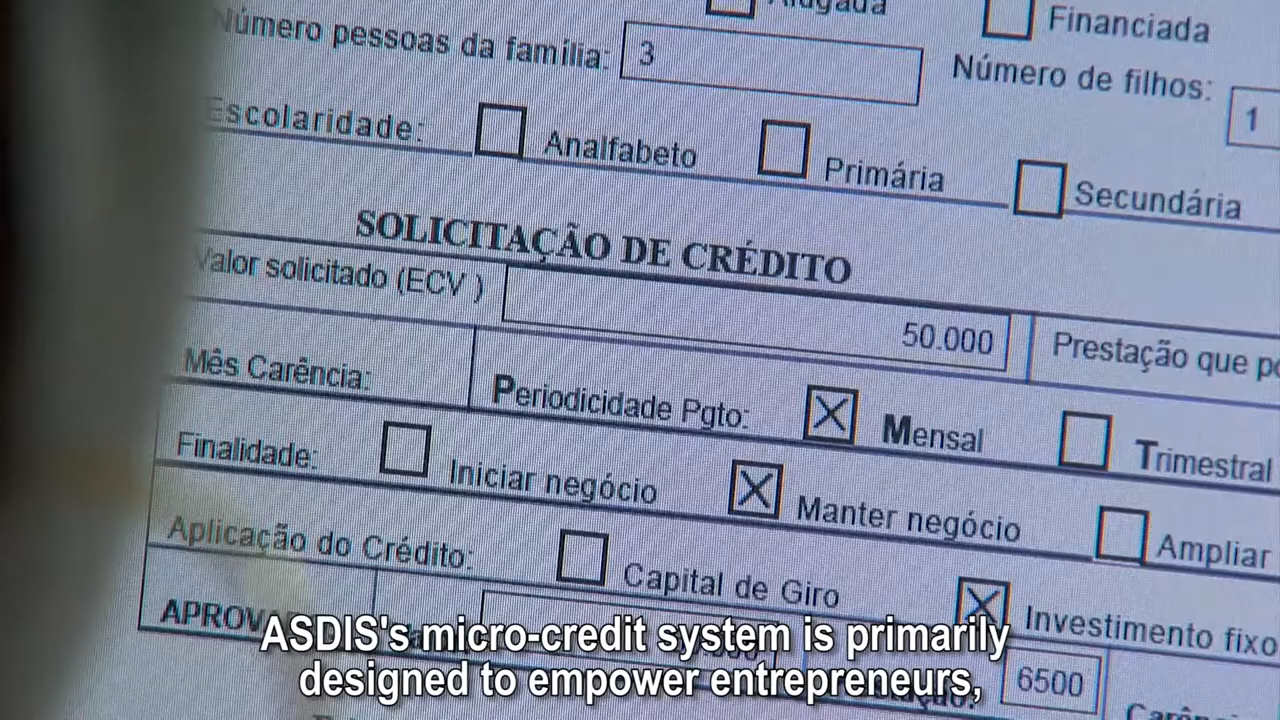 Alugada Financiada
Número pessoas da família: 3 Número de filhos: 1
Escolaridade: Analfabeto Primária Secundária
SOLICITAÇÃO DE CRÉDITO
Valor solicitado (ECV ) 50.000 Prestação que
Mês Carência: Periodicidade Pgto: Mensal Trimestral
Finalidade: Iniciar negócio Manter negócio Ampliar
Aplicação do Crédito: Capital de Giro Investimento fixo
6500
ASDIS's micro-credit system is primarily
designed to empower entrepreneurs,